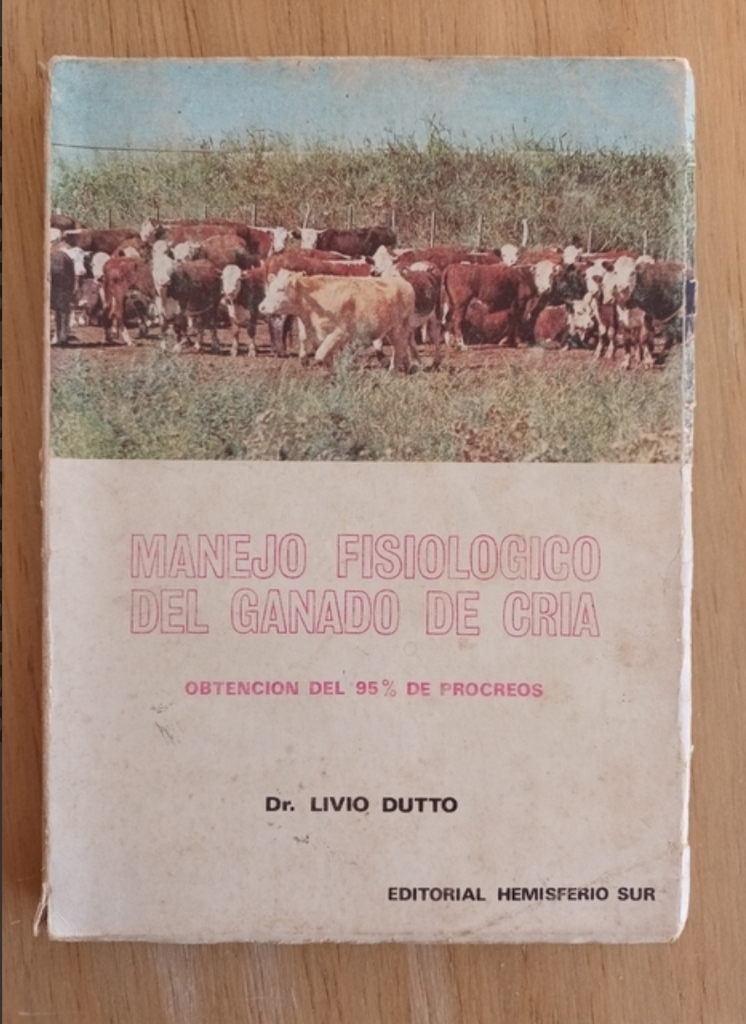 MANEJO FISIOLOGICO
DEL GANADO DE CRIA
OBTENCION DEL 95% DE PROCREOS
Dr. LIVIO DUTTO
EDITORIAL HEMISFERIO SUR